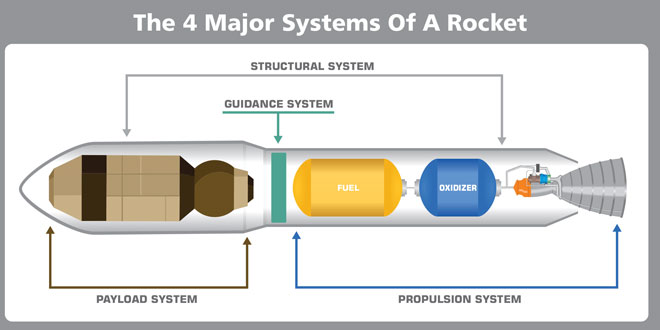 The 4 Major Systems Of A Rocket
STRUCTURAL SYSTEM
GUIDANCE SYSTEM
FUEL
OXIDIZER
PAYLOAD SYSTEM
PROPULSION SYSTEM